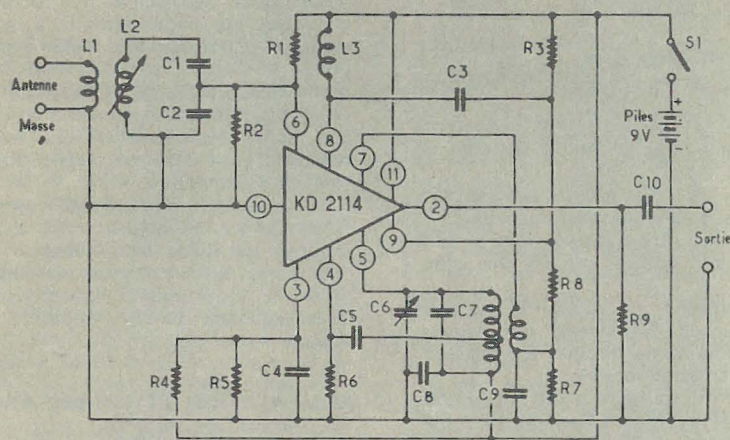 L1
L2
Antenne
Masse
C1
C2
R1
R2
L3
C3
R3
S1
Piles
9V
+
-
6
8
7
11
10
KD 2114
2
9
5
4
3
C10
Sortie
C6
C7
C5
C8
C9
R8
R7
R9
R4
R5
C4
R6